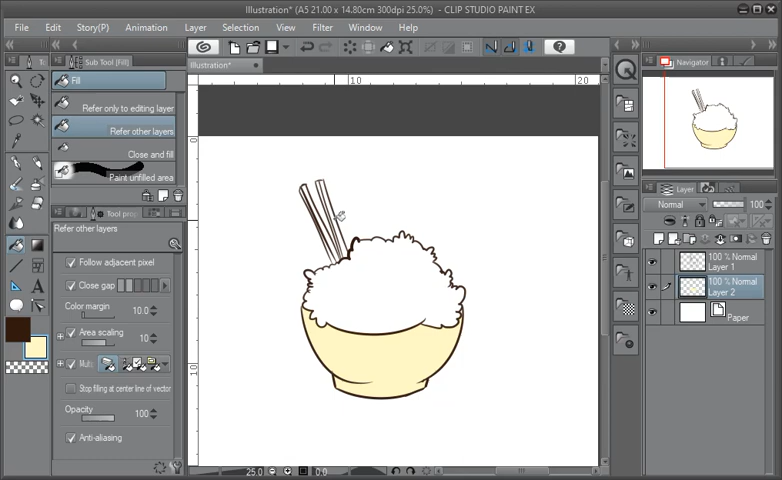 Illustration* (A5 21.00 x 14.80cm 300dpi 25.0%) - CLIP STUDIO PAINT EX
File Edit Story(P) Animation Layer Selection View Filter Window Help
Sub Tool [Fill]
Illustration*
Navigator
Fill
Refer only to editing layer
Refer other layers
Close and fill
Paint unfilled area
10 20
0
10
Layer
Normal 100
100 % Normal
Layer 1
100 % Normal
Layer 2
Paper
Tool prop
Refer other layers
Follow adjacent pixel
Close gap
Color margin 10.0
Area scaling 10
Stop filling at center line of vector
Opacity 100
Anti-aliasing
25.0 0.0